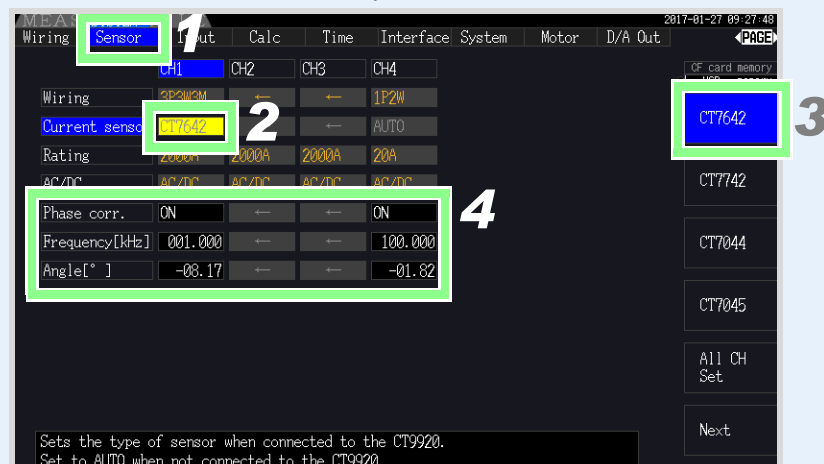 2017-01-27 09:27:48
Wiring Sensor Calc Time Interface System Motor D/A Out PAGE
1
CH1 CH2 CH3 CH4
CF card memory
Wiring 3P3W3M ← ← 1P2W
Current senso CT7642 ← AUTO
2
CT7642
3
Rating 2000A 2000A 2000A 20A
AC/DC AC/DC AC/DC AC/DC AC/DC
CT7742
Phase corr. ON ← ← ON
4
Frequency[kHz] 001.000 ← ← 100.000
CT7044
Angle[° ] -08.17 ← ← -01.82
CT7045
All CH
Set
Next
Sets the type of sensor when connected to the CT9920.
Set to AUTO when not connected to the CT9920